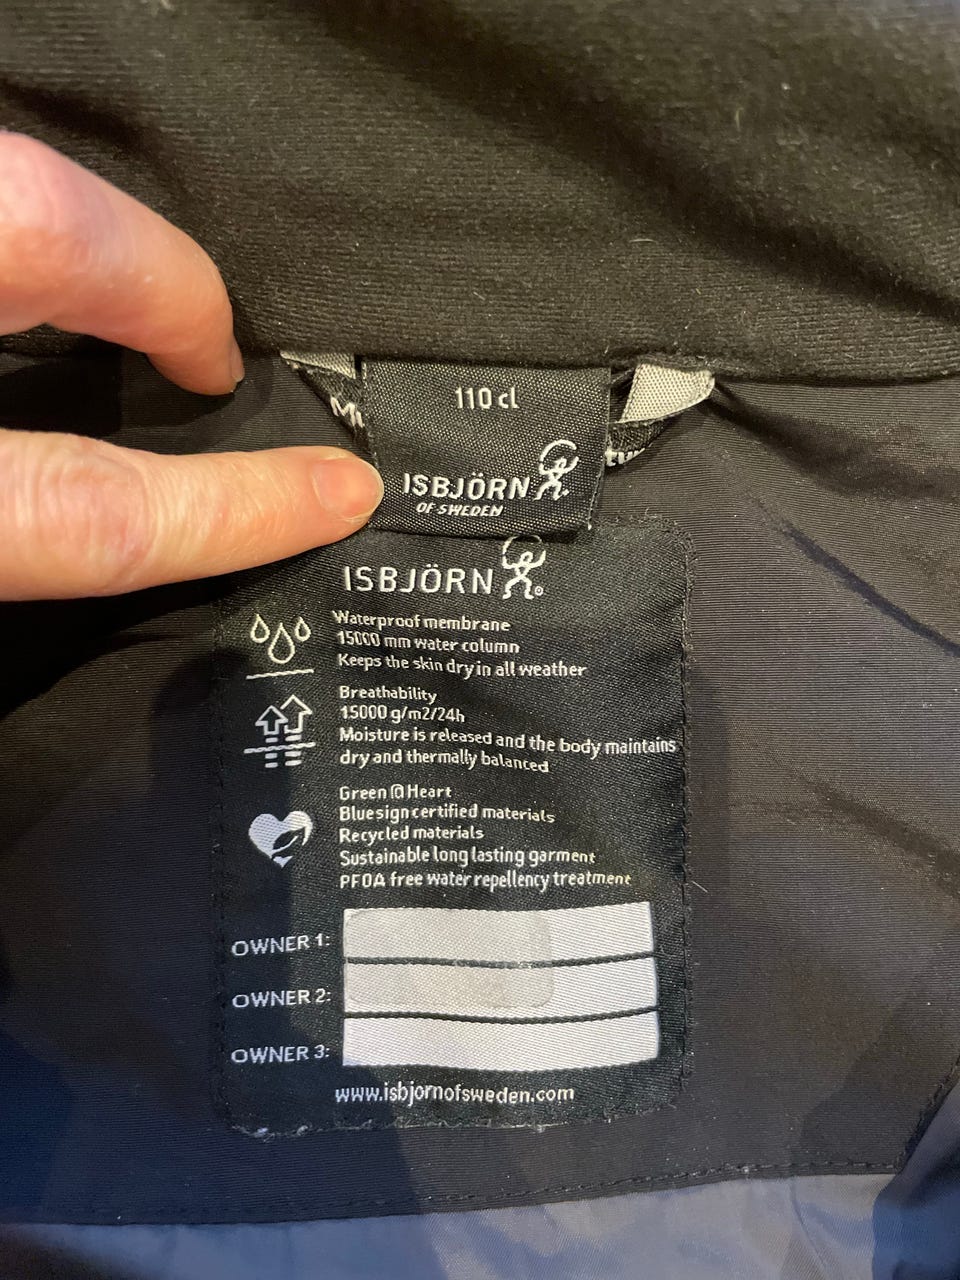 110 cl
ISBJÖRN
OF SWEDEN
ISBJÖRN
Waterproof membrane
15000 mm water column
Keeps the skin dry in all weather
Breathability
15000 g/m2/24h
Moisture is released and the body maintains
dry and thermally balanced
Green @ Heart
Bluesign certified materials
Recycled materials
Sustainable long lasting garment
PFOA free water repellency treatment
OWNER 1:
OWNER 2:
OWNER 3:
www.isbjornofsweden.com